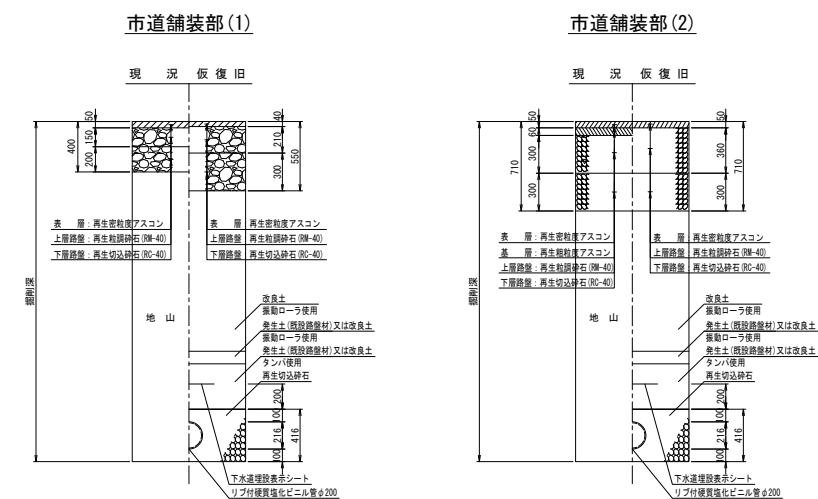 市道舗装部(1)
現　況　仮復旧
50
150
200
400
40
210
300
550
表　層：再生密粒度アスコン
上層路盤：再生粒調砕石(RM-40)
下層路盤：再生切込砕石(RC-40)
表　層：再生密粒度アスコン
上層路盤：再生粒調砕石(RM-40)
下層路盤：再生切込砕石(RC-40)
掘削深
地　山
改良土
振動ローラ使用
発生土(既設路盤材)又は改良土
振動ローラ使用
発生土(既設路盤材)又は改良土
タンパ使用
再生切込砕石
200
100
216
100
416
下水道埋設表示シート
リブ付硬質塩化ビニル管φ200
市道舗装部(2)
現　況　仮復旧
50
60
300
300
710
50
360
300
710
表　層：再生密粒度アスコン
基　層：再生粗粒度アスコン
上層路盤：再生粒調砕石(RM-40)
下層路盤：再生切込砕石(RC-40)
表　層：再生密粒度アスコン
上層路盤：再生粒調砕石(RM-40)
下層路盤：再生切込砕石(RC-40)
掘削深
地　山
改良土
振動ローラ使用
発生土(既設路盤材)又は改良土
振動ローラ使用
発生土(既設路盤材)又は改良土
タンパ使用
再生切込砕石
200
100
216
100
416
下水道埋設表示シート
リブ付硬質塩化ビニル管φ200